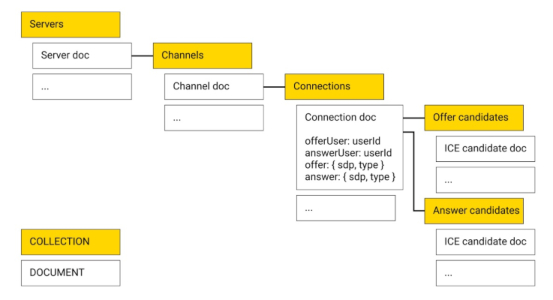 Servers
Server doc
...
Channels
Channel doc
...
Connections
Connection doc
offerUser: userId
answerUser: userId
offer: { sdp, type }
answer: { sdp, type }
...
Offer candidates
ICE candidate doc
...
Answer candidates
ICE candidate doc
...
COLLECTION
DOCUMENT